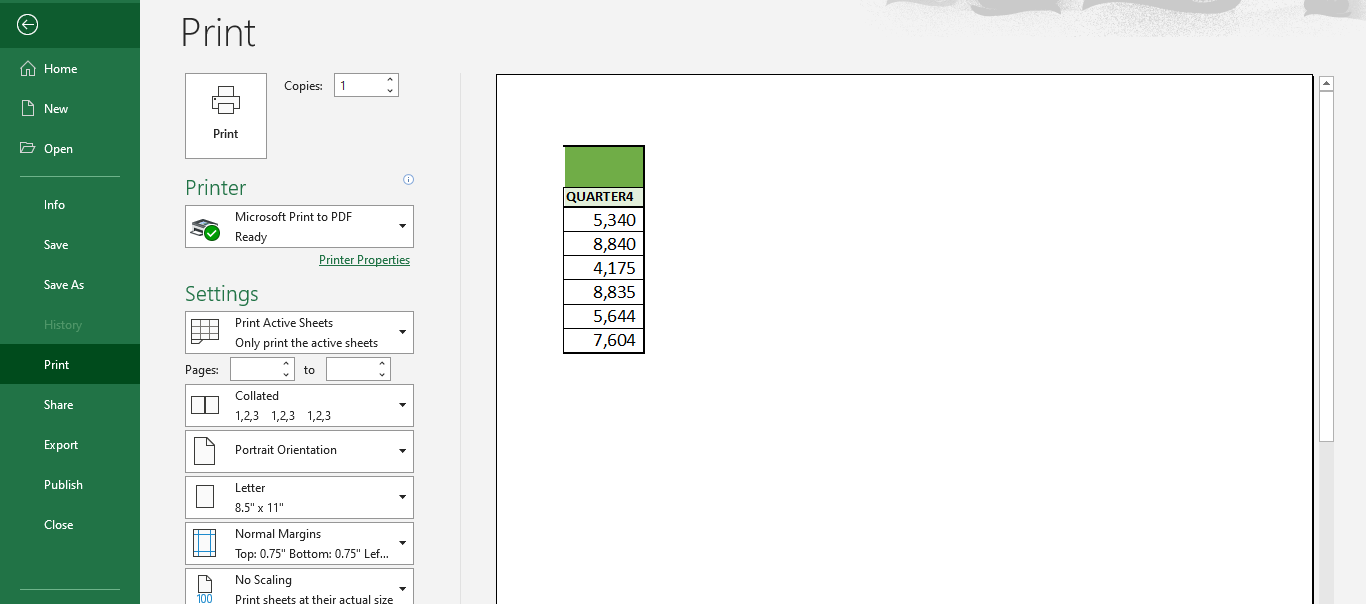 Print
Home
New
Open
Info
Save
Save As
History
Print
Share
Export
Publish
Close
Print
Copies: 1
Printer
Microsoft Print to PDF
Ready
Printer Properties
Settings
Print Active Sheets
Only print the active sheets
Pages: to
Collated
1,2,3 1,2,3 1,2,3
Portrait Orientation
Letter
8.5" x 11"
Normal Margins
Top: 0.75" Bottom: 0.75" Lef...
No Scaling
100
Print sheets at their actual size
QUARTER4
5,340
8,840
4,175
8,835
5,644
7,604